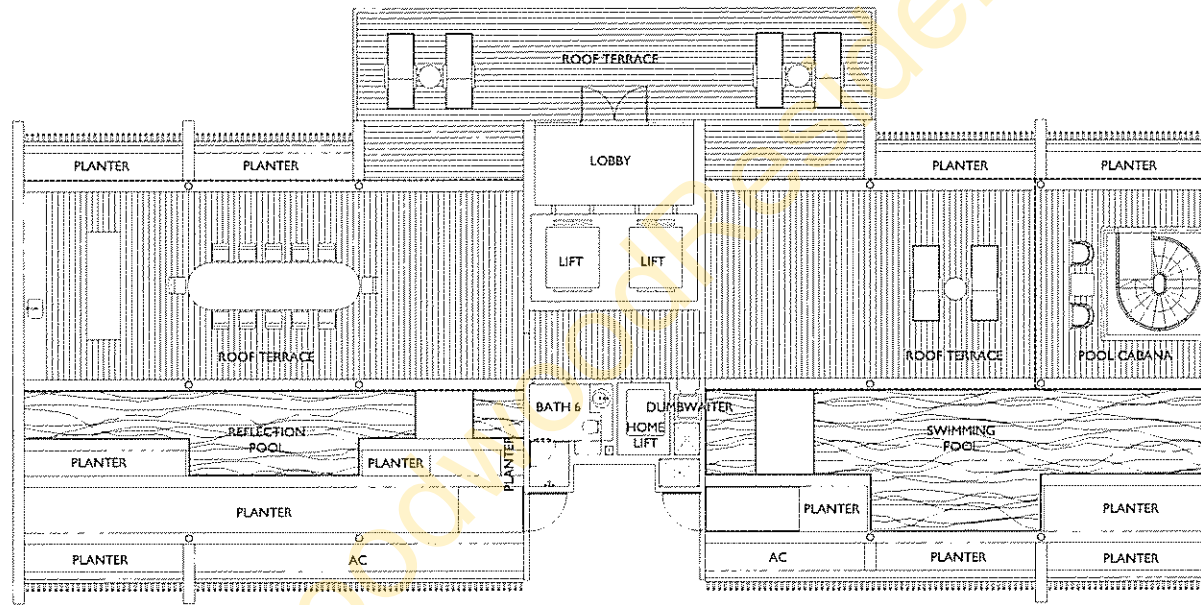 ROOF TERRACE
LOBBY
PLANTER
PLANTER
PLANTER
PLANTER
LIFT
LIFT
ROOF TERRACE
ROOF TERRACE
POOL CABANA
BATH 6
DUMBWAITER
HOME
LIFT
REFLECTION
POOL
SWIMMING
POOL
PLANTER
PLANTER
PLANTER
PLANTER
PLANTER
PLANTER
PLANTER
AC
AC
PLANTER
PLANTER